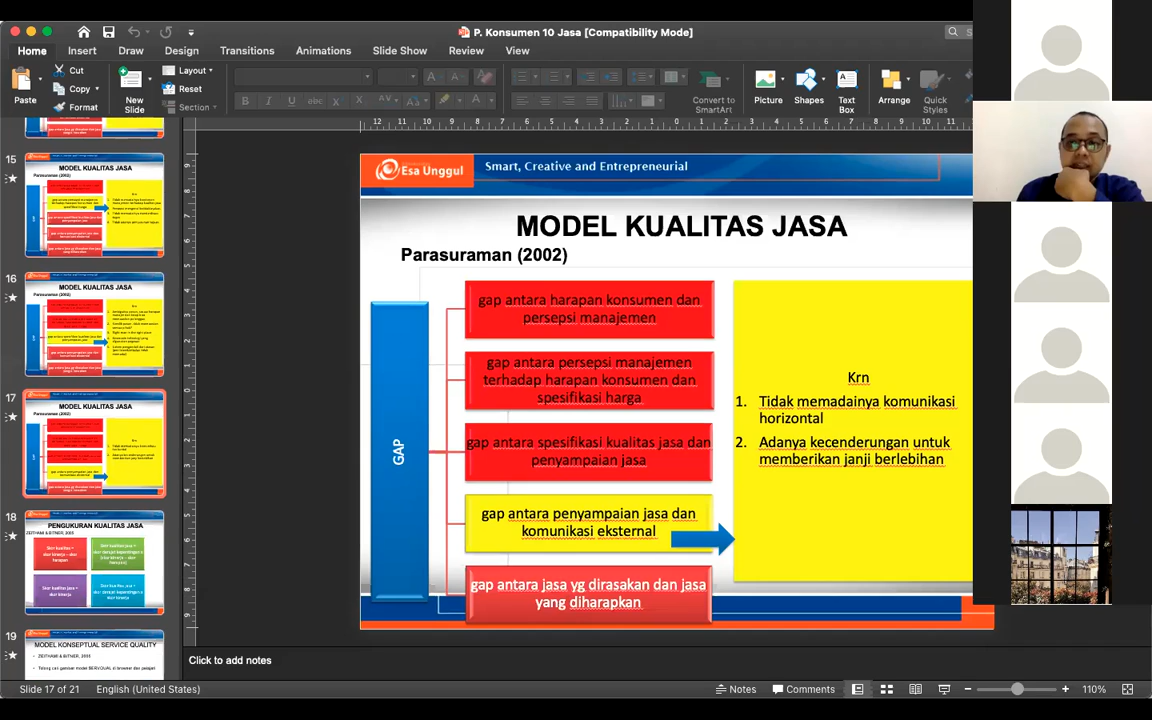 P. Konsumen 10 Jasa [Compatibility Mode]
Home Insert Draw Design Transitions Animations Slide Show Review View
Paste
Cut
Copy
Format
New Slide
Layout
Reset
Section
Convert to SmartArt
Picture
Shapes
Text Box
Arrange
Quick Styles
15
MODEL KUALITAS JASA
Parasuraman (2002)
16
MODEL KUALITAS JASA
Parasuraman (2002)
17
MODEL KUALITAS JASA
Parasuraman (2002)
18
PENGUKURAN KUALITAS JASA
19
MODEL KONSEPTUAL SERVICE QUALITY
Esa Unggul
Smart, Creative and Entrepreneurial
MODEL KUALITAS JASA
Parasuraman (2002)
GAP
gap antara harapan konsumen dan
persepsi manajemen
gap antara persepsi manajemen
terhadap harapan konsumen dan
spesifikasi harga
gap antara spesifikasi kualitas jasa dan
penyampaian jasa
gap antara penyampaian jasa dan
komunikasi eksternal
gap antara jasa yg dirasakan dan jasa
yang diharapkan
Krn
1. Tidak memadainya komunikasi
horizontal
2. Adanya kecenderungan untuk
memberikan janji berlebihan
Click to add notes
Slide 17 of 21 English (United States) Notes Comments 110%